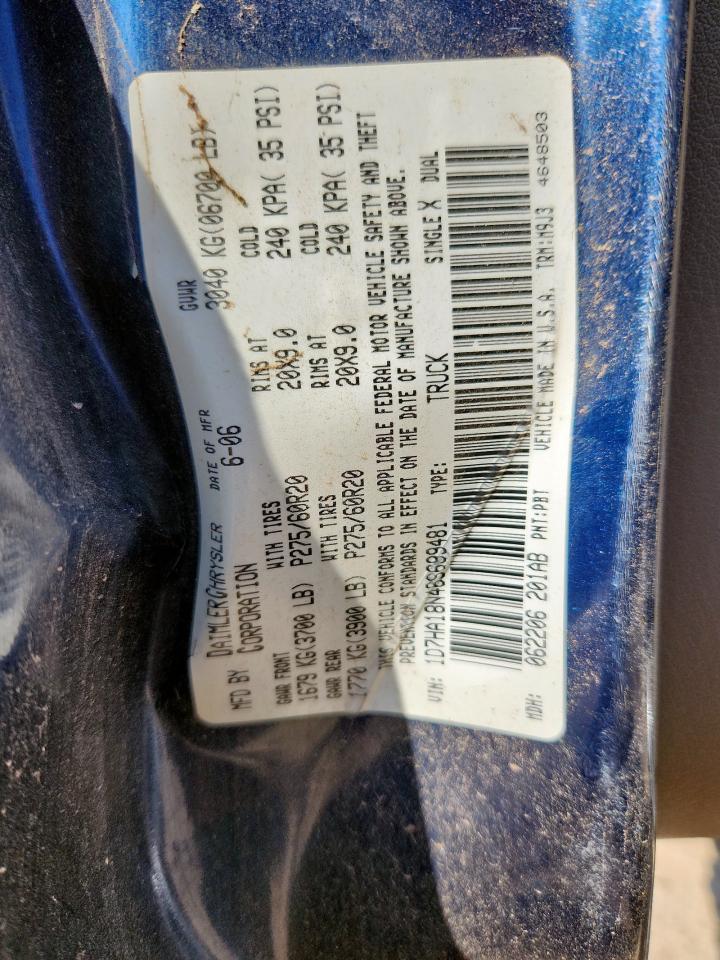 MFD BY DAIMLERCHRYSLER CORPORATION DATE OF MFR 6-06 GVWR 3040 KG(06700 LB)
GAWR FRONT WITH TIRES RIMS AT COLD
1679 KG(3700 LB) P275/60R20 20X9.0 240 KPA( 35 PSI)
GAWR REAR WITH TIRES RIMS AT COLD
1770 KG(3900 LB) P275/60R20 20X9.0 240 KPA( 35 PSI)
THIS VEHICLE CONFORMS TO ALL APPLICABLE FEDERAL MOTOR VEHICLE SAFETY AND THEFT
PREVENTION STANDARDS IN EFFECT ON THE DATE OF MANUFACTURE SHOWN ABOVE.
VIN: TYPE: TRUCK SINGLE X DUAL
MDH: 062206 201AB PNT:PBT VEHICLE MADE IN U.S.A. TRM:M9J3 4648503